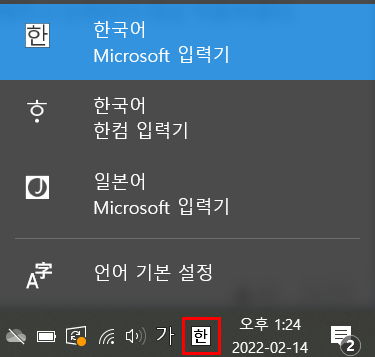 한
한국어
Microsoft 입력기
ㅎ
한국어
한컴 입력기
J
일본어
Microsoft 입력기
A字
언어 기본 설정
가
한
오후 1:24
2022-02-14
2